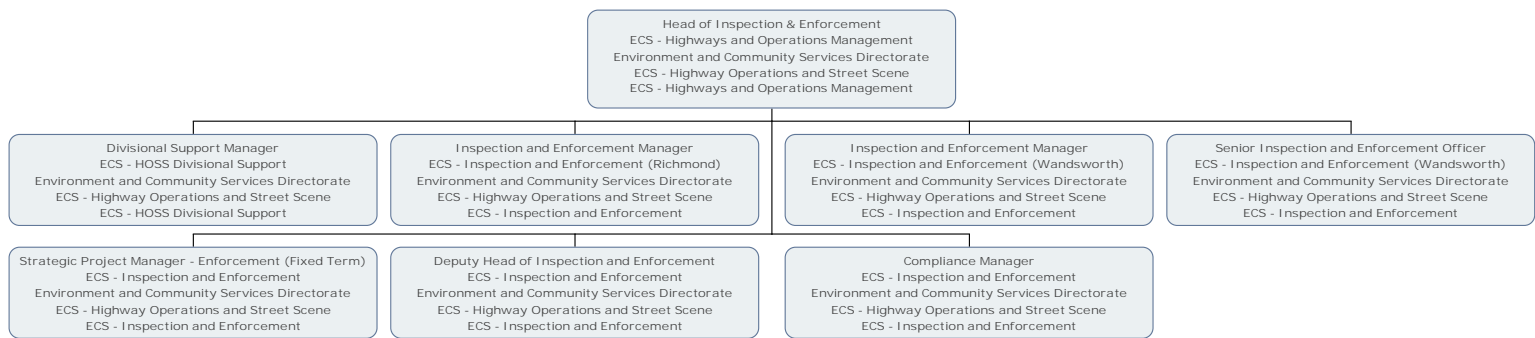 Head of Inspection & Enforcement
ECS - Highways and Operations Management
Environment and Community Services Directorate
ECS - Highway Operations and Street Scene
ECS - Highways and Operations Management
Divisional Support Manager
ECS - HOSS Divisional Support
Environment and Community Services Directorate
ECS - Highway Operations and Street Scene
ECS - HOSS Divisional Support
Inspection and Enforcement Manager
ECS - Inspection and Enforcement (Richmond)
Environment and Community Services Directorate
ECS - Highway Operations and Street Scene
ECS - Inspection and Enforcement
Inspection and Enforcement Manager
ECS - Inspection and Enforcement (Wandsworth)
Environment and Community Services Directorate
ECS - Highway Operations and Street Scene
ECS - Inspection and Enforcement
Senior Inspection and Enforcement Officer
ECS - Inspection and Enforcement (Wandsworth)
Environment and Community Services Directorate
ECS - Highway Operations and Street Scene
ECS - Inspection and Enforcement
Strategic Project Manager - Enforcement (Fixed Term)
ECS - Inspection and Enforcement
Environment and Community Services Directorate
ECS - Highway Operations and Street Scene
ECS - Inspection and Enforcement
Deputy Head of Inspection and Enforcement
ECS - Inspection and Enforcement
Environment and Community Services Directorate
ECS - Highway Operations and Street Scene
ECS - Inspection and Enforcement
Compliance Manager
ECS - Inspection and Enforcement
Environment and Community Services Directorate
ECS - Highway Operations and Street Scene
ECS - Inspection and Enforcement